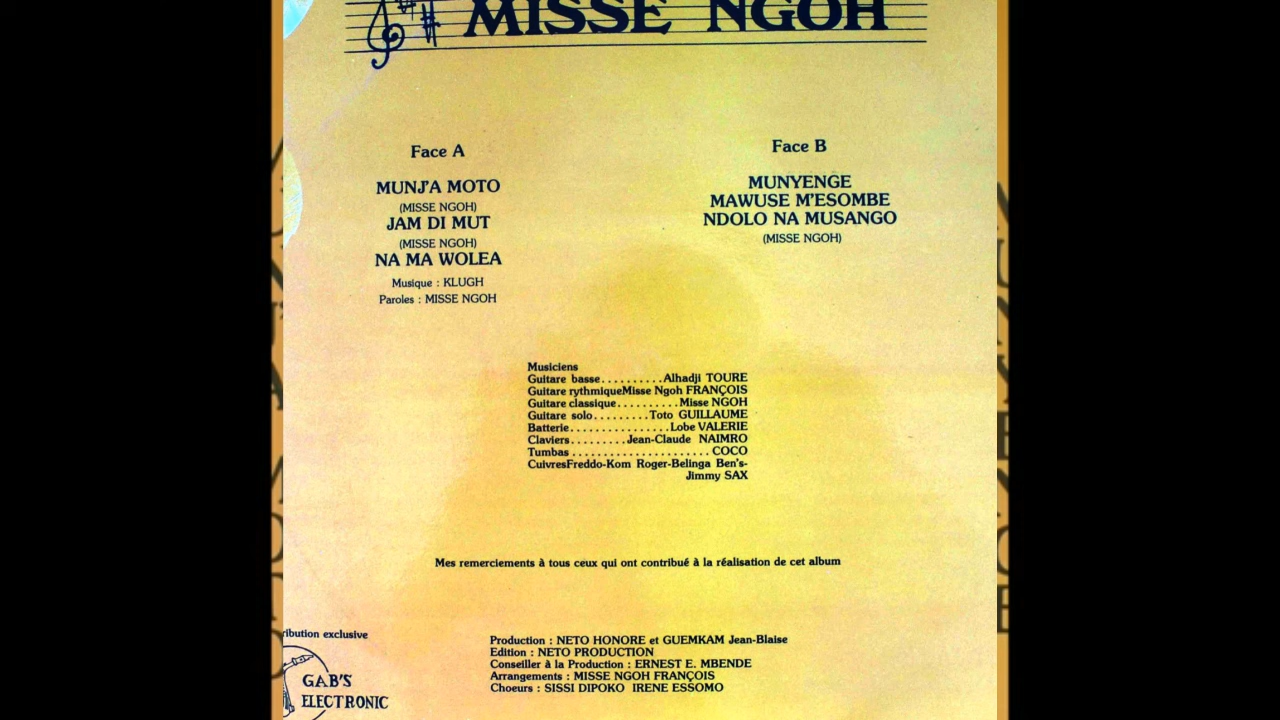 MISSE NGOH
Face A
MUNJ'A MOTO
(MISSE NGOH)
JAM DI MUT
(MISSE NGOH)
NA MA WOLEA
Musique : KLUGH
Paroles : MISSE NGOH
Face B
MUNYENGE
MAWUSE M'ESOMBE
NDOLO NA MUSANGO
(MISSE NGOH)
Musiciens
Guitare basse..........Alhadji TOURE
Guitare rythmiqueMisse Ngoh FRANÇOIS
Guitare classique..........Misse NGOH
Guitare solo.........Toto GUILLAUME
Batterie................Lobe VALERIE
Claviers.........Jean-Claude NAIMRO
Tumbas......................COCO
CuivresFreddo-Kom Roger-Belinga Ben's-
Jimmy SAX
Mes remerciements à tous ceux qui ont contribué à la réalisation de cet album
ribution exclusive
GAB'S
ELECTRONIC
Production : NETO HONORE et GUEMKAM Jean-Blaise
Edition : NETO PRODUCTION
Conseiller à la Production : ERNEST E. MBENDE
Arrangements : MISSE NGOH FRANÇOIS
Choeurs : SISSI DIPOKO IRENE ESSOMO